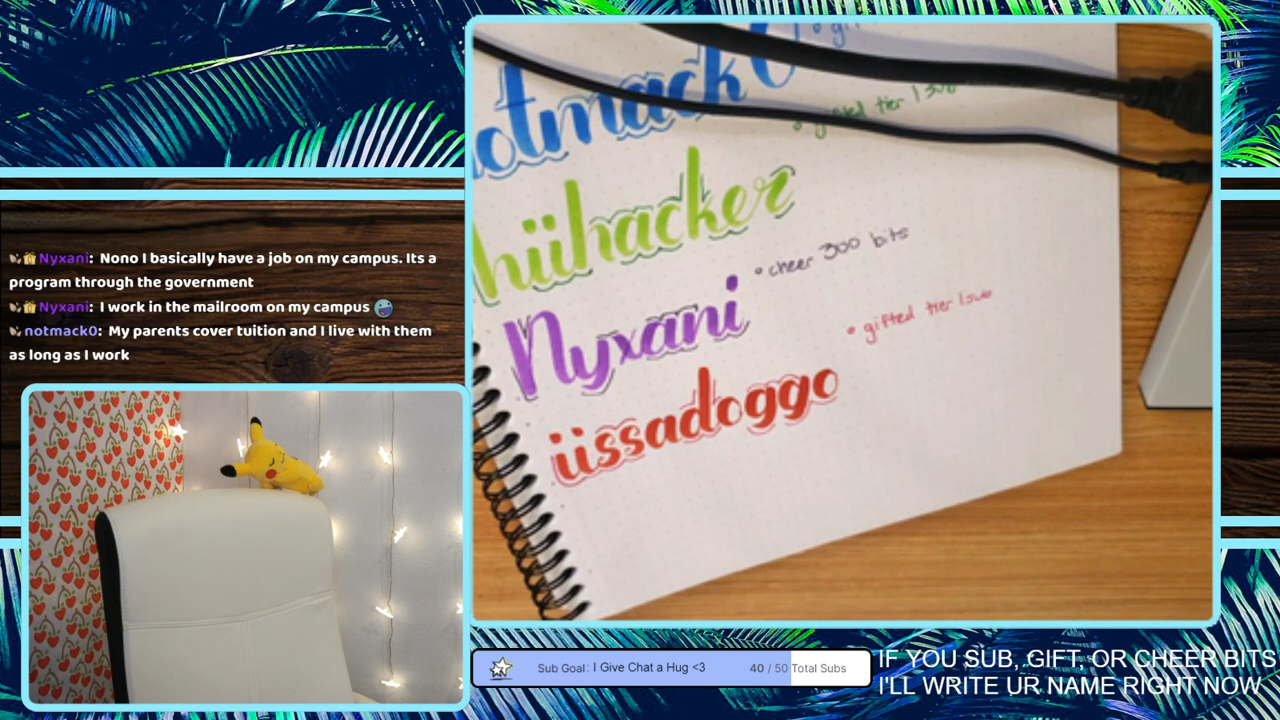 Nyxani: Nono I basically have a job on my campus. Its a
program through the government
Nyxani: I work in the mailroom on my campus
notmack0: My parents cover tuition and I live with them
as long as I work
notmack0
gifted tier 1 sub
hiihacker
• cheer 300 bits
Nyxani
• gifted tier 1 sub
iissadoggo
Sub Goal: I Give Chat a Hug <3 40 / 50 Total Subs
IF YOU SUB, GIFT, OR CHEER BITS
I'LL WRITE UR NAME RIGHT NOW